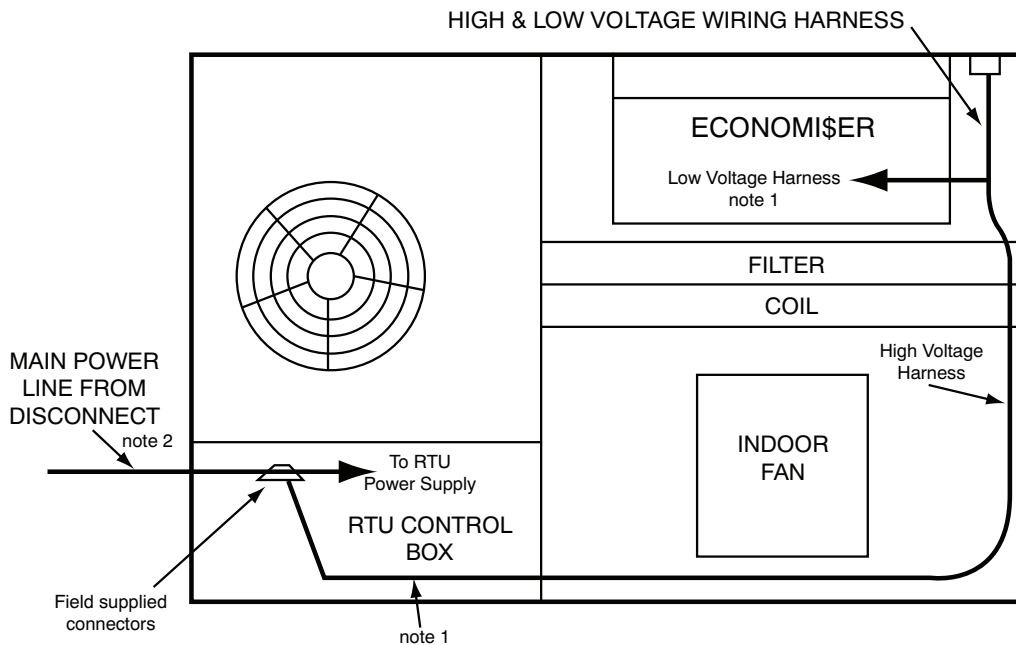 HIGH & LOW VOLTAGE WIRING HARNESS
ECONOMI$ER
Low Voltage Harness
note 1
FILTER
COIL
High Voltage
Harness
MAIN POWER
LINE FROM
DISCONNECT
note 2
To RTU
Power Supply
INDOOR
FAN
RTU CONTROL
BOX
Field supplied
connectors
note 1